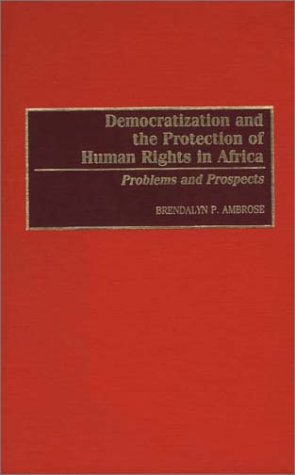 Democratization and
the Protection of
Human Rights in Africa
Problems and Prospects
BRENDALYN P. AMBROSE